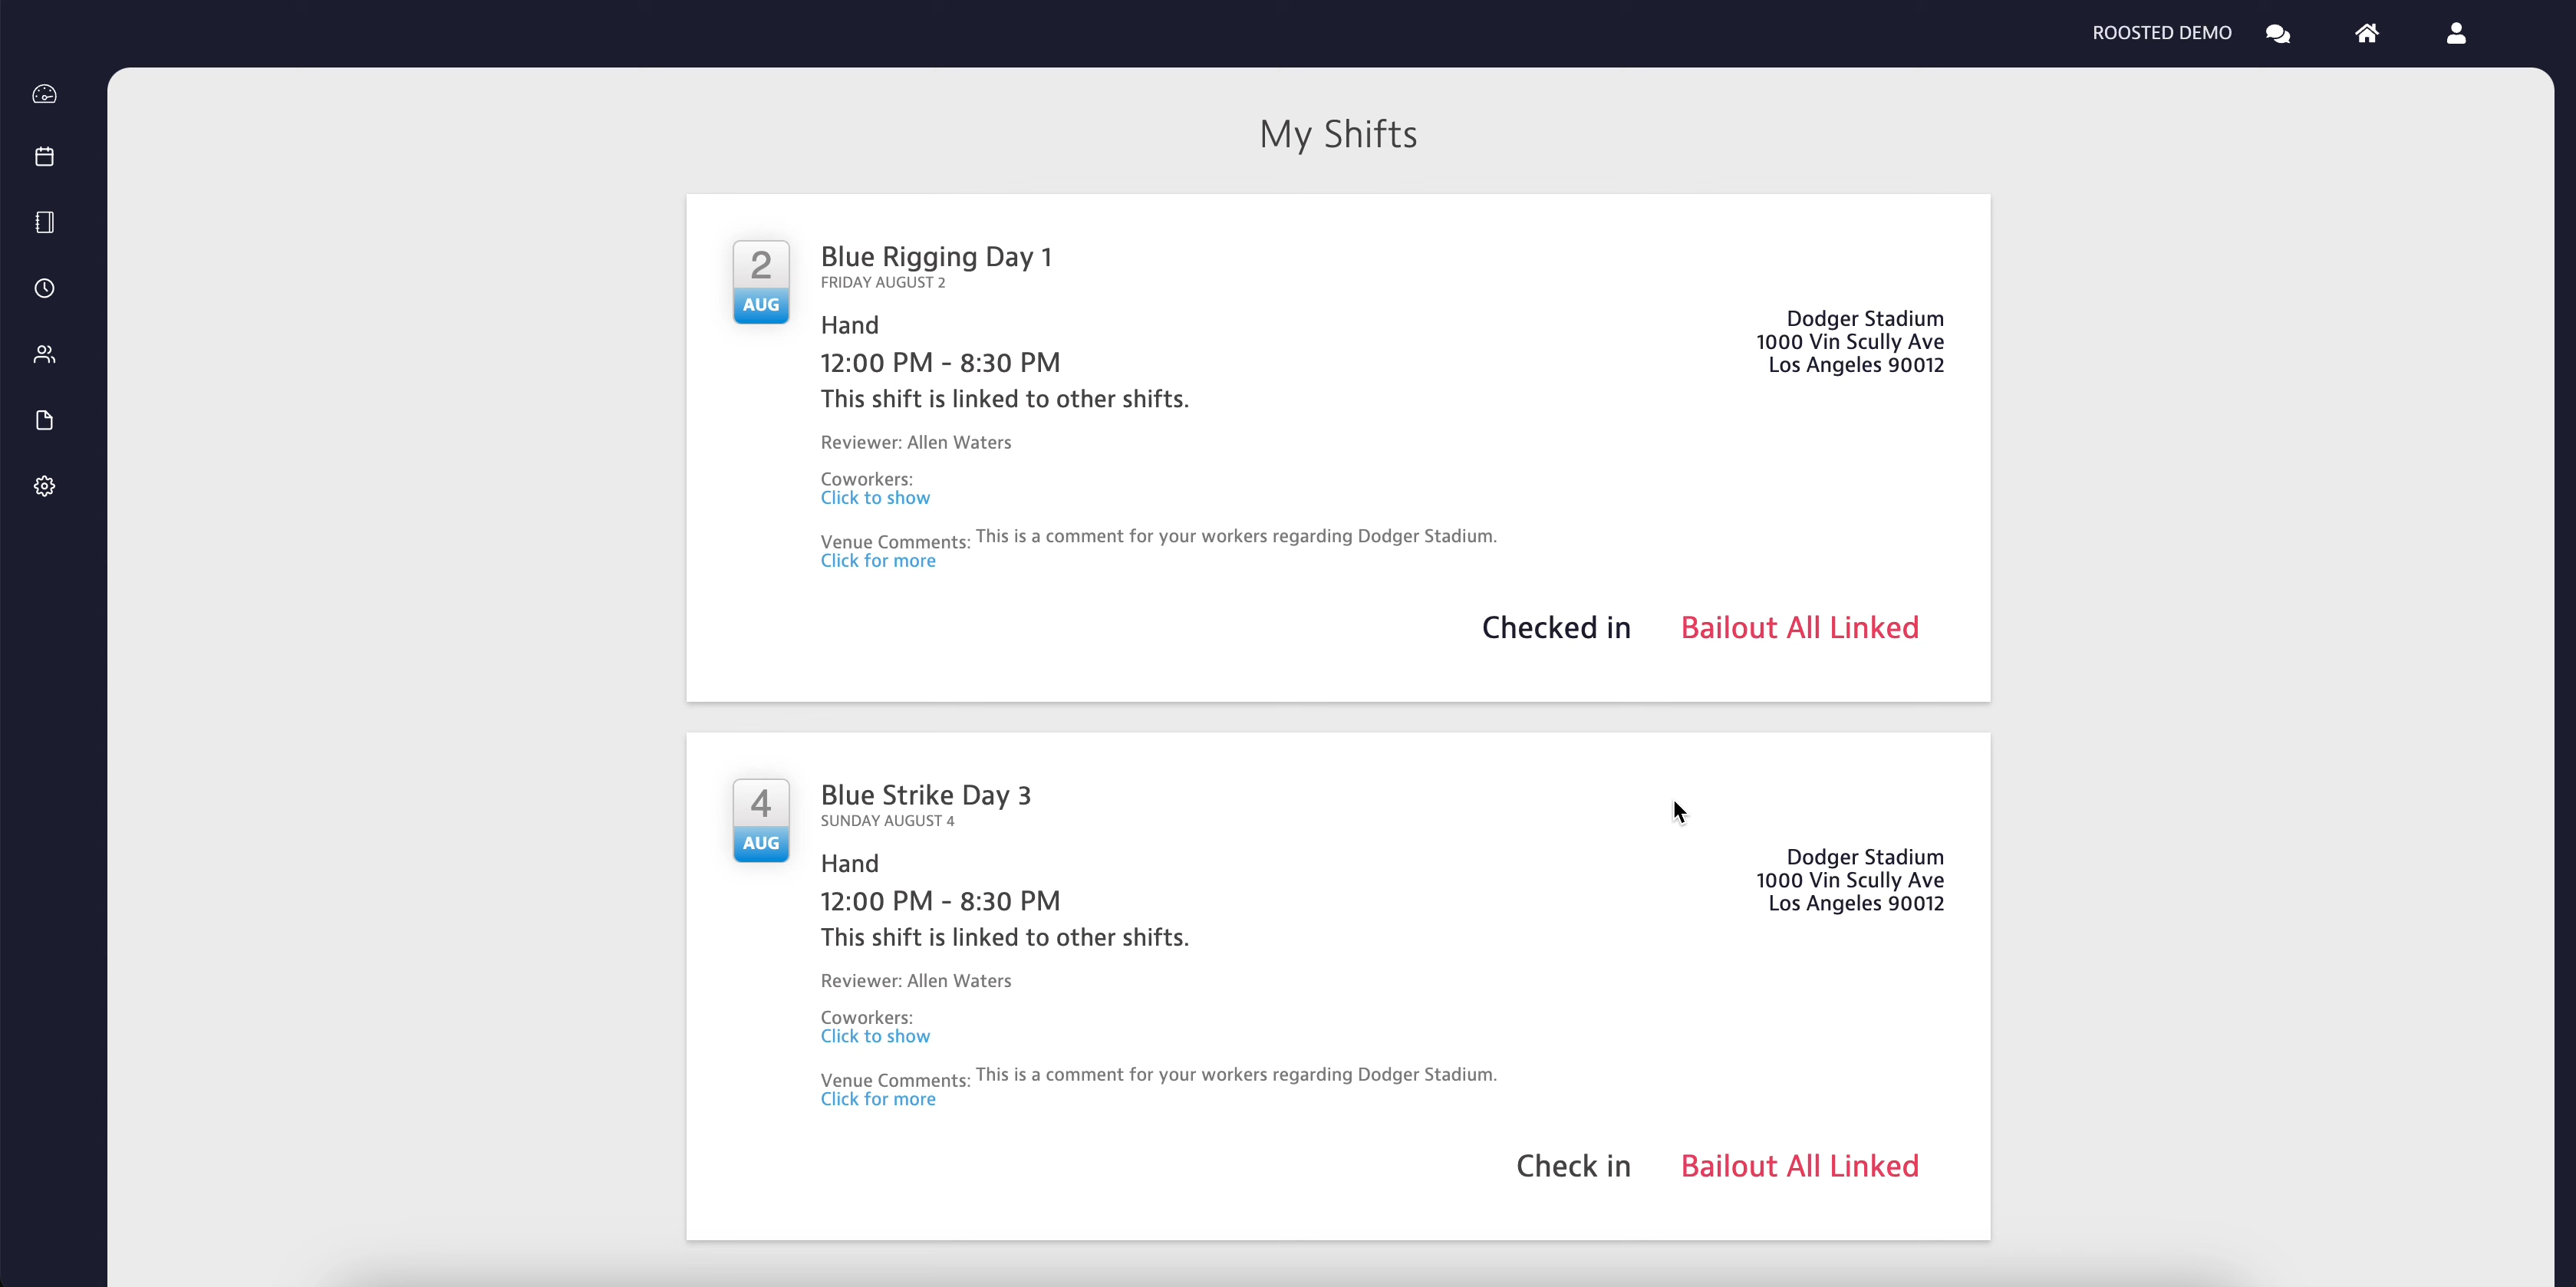 ROOSTED DEMO
My Shifts
2
AUG
Blue Rigging Day 1
FRIDAY AUGUST 2
Hand
12:00 PM - 8:30 PM
This shift is linked to other shifts.
Dodger Stadium
1000 Vin Scully Ave
Los Angeles 90012
Reviewer: Allen Waters
Coworkers:
Click to show
Venue Comments: This is a comment for your workers regarding Dodger Stadium.
Click for more
Checked in Bailout All Linked
4
AUG
Blue Strike Day 3
SUNDAY AUGUST 4
Hand
12:00 PM - 8:30 PM
This shift is linked to other shifts.
Dodger Stadium
1000 Vin Scully Ave
Los Angeles 90012
Reviewer: Allen Waters
Coworkers:
Click to show
Venue Comments: This is a comment for your workers regarding Dodger Stadium.
Click for more
Check in Bailout All Linked